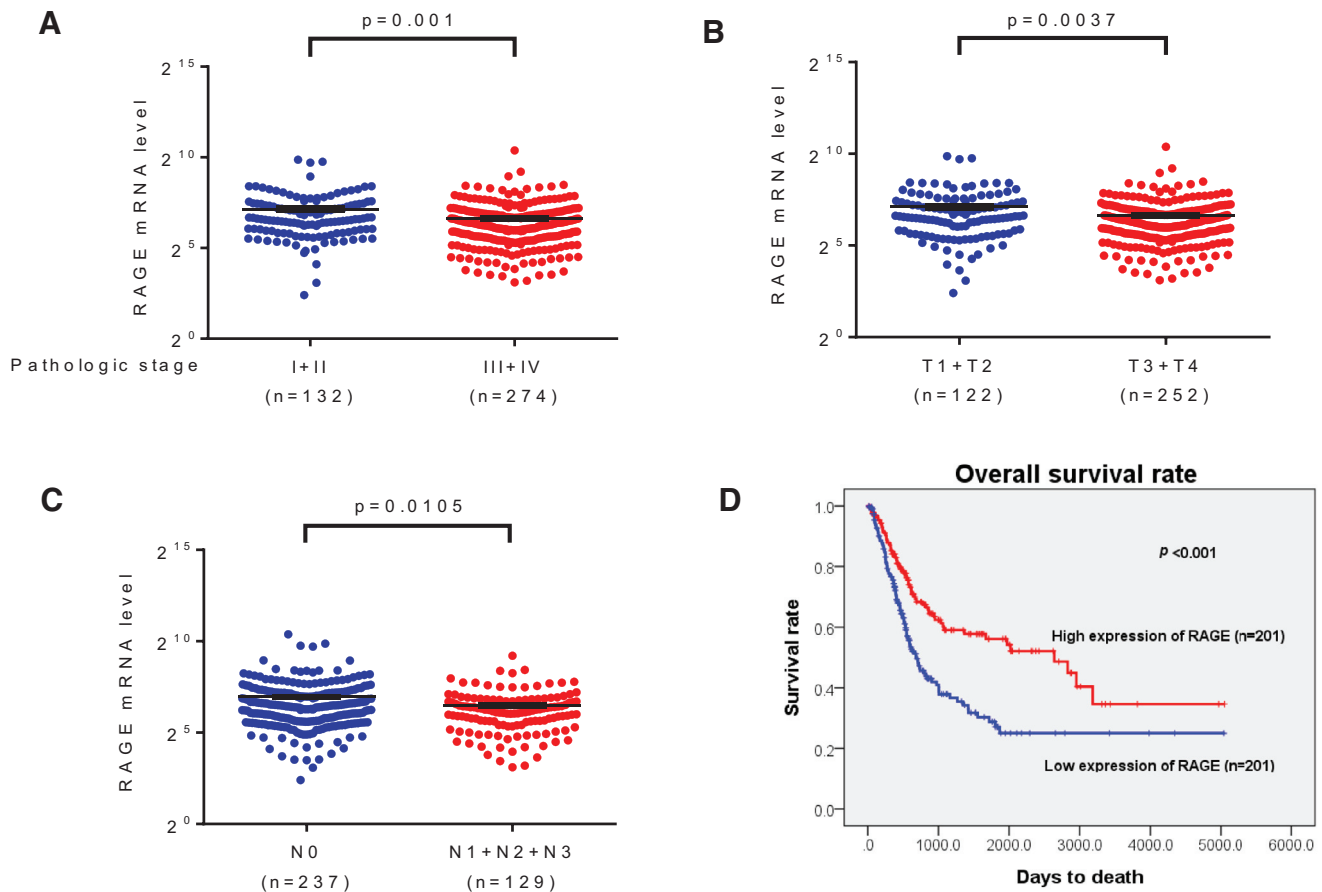 A
p=0.001
RAGE mRNA level
2^15
2^10
2^5
2^0
Pathologic stage
I+II
III+IV
(n=132)
(n=274)
B
p=0.0037
RAGE mRNA level
2^15
2^10
2^5
2^0
T1+T2
T3+T4
(n=122)
(n=252)
C
p=0.0105
RAGE mRNA level
2^15
2^10
2^5
2^0
N0
N1+N2+N3
(n=237)
(n=129)
D
Overall survival rate
Survival rate
1.0
0.8
0.6
0.4
0.2
0.0
P <0.001
High expression of RAGE (n=201)
Low expression of RAGE (n=201)
.0 1000.0 2000.0 3000.0 4000.0 5000.0 6000.0
Days to death